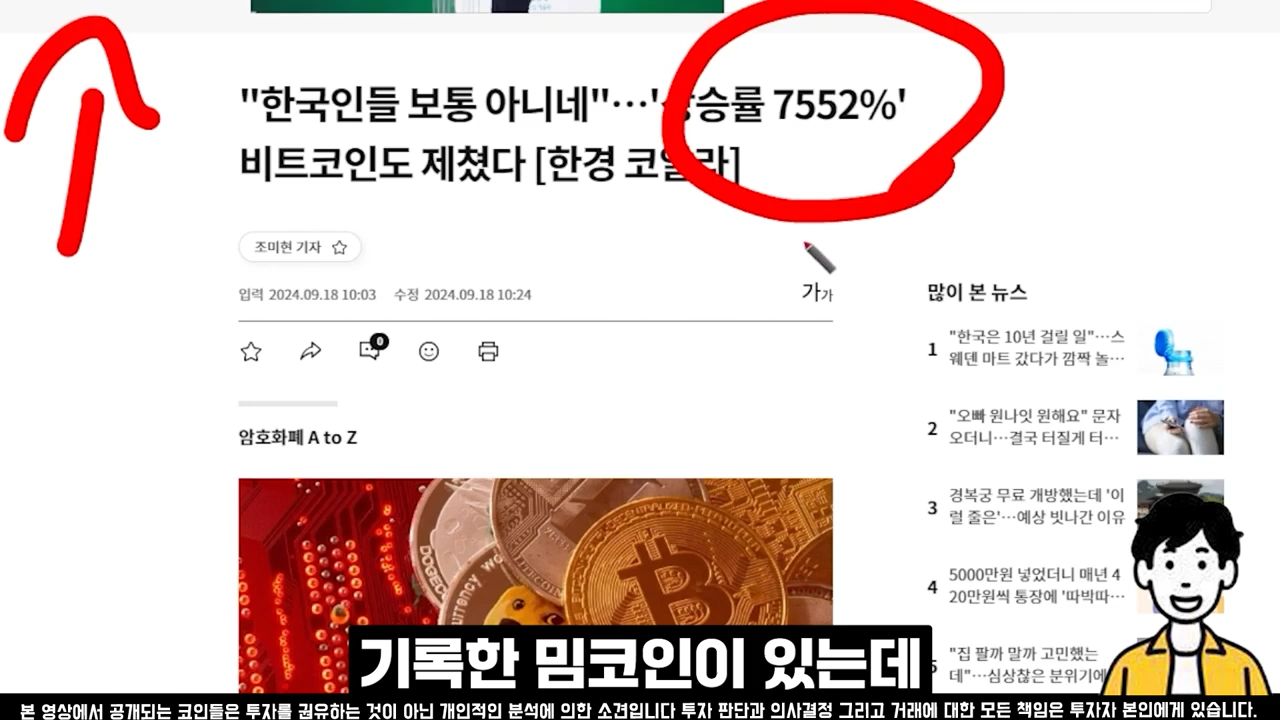 "한국인들 보통 아니네"…'상승률 7552%'
비트코인도 제쳤다 [한경 코알라]
조미현 기자
입력 2024.09.18 10:03 수정 2024.09.18 10:24
가가
0
암호화폐 A to Z
많이 본 뉴스
1 "한국은 10년 걸릴 일"…스
웨덴 마트 갔다가 깜짝 놀…
2 "오빠 원나잇 원해요" 문자
오더니…결국 터질게 터…
3 경복궁 무료 개방했는데 '이
럴 줄은'…예상 빗나간 이유
4 5000만원 넣었더니 매년 4
20만원씩 통장에 '따박따…
5 "집 팔까 말까 고민했는
데"…심상찮은 분위기에
DOGEC
urrency wo
기록한 밈코인이 있는데
본 영상에서 공개되는 코인들은 투자를 권유하는 것이 아닌 개인적인 분석에 의한 소견입니다 투자 판단과 의사결정 그리고 거래에 대한 모든 책임은 투자자 본인에게 있습니다.